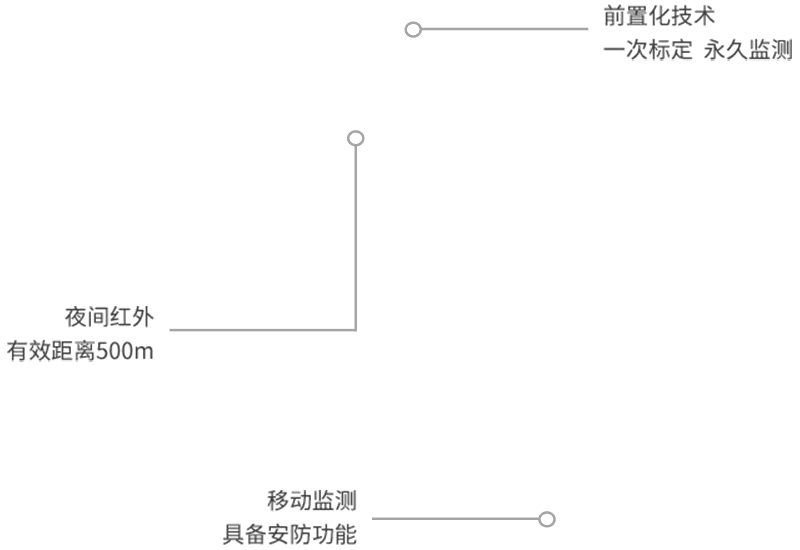 前置化技术
一次标定 永久监测
夜间红外
有效距离500m
移动监测
具备安防功能